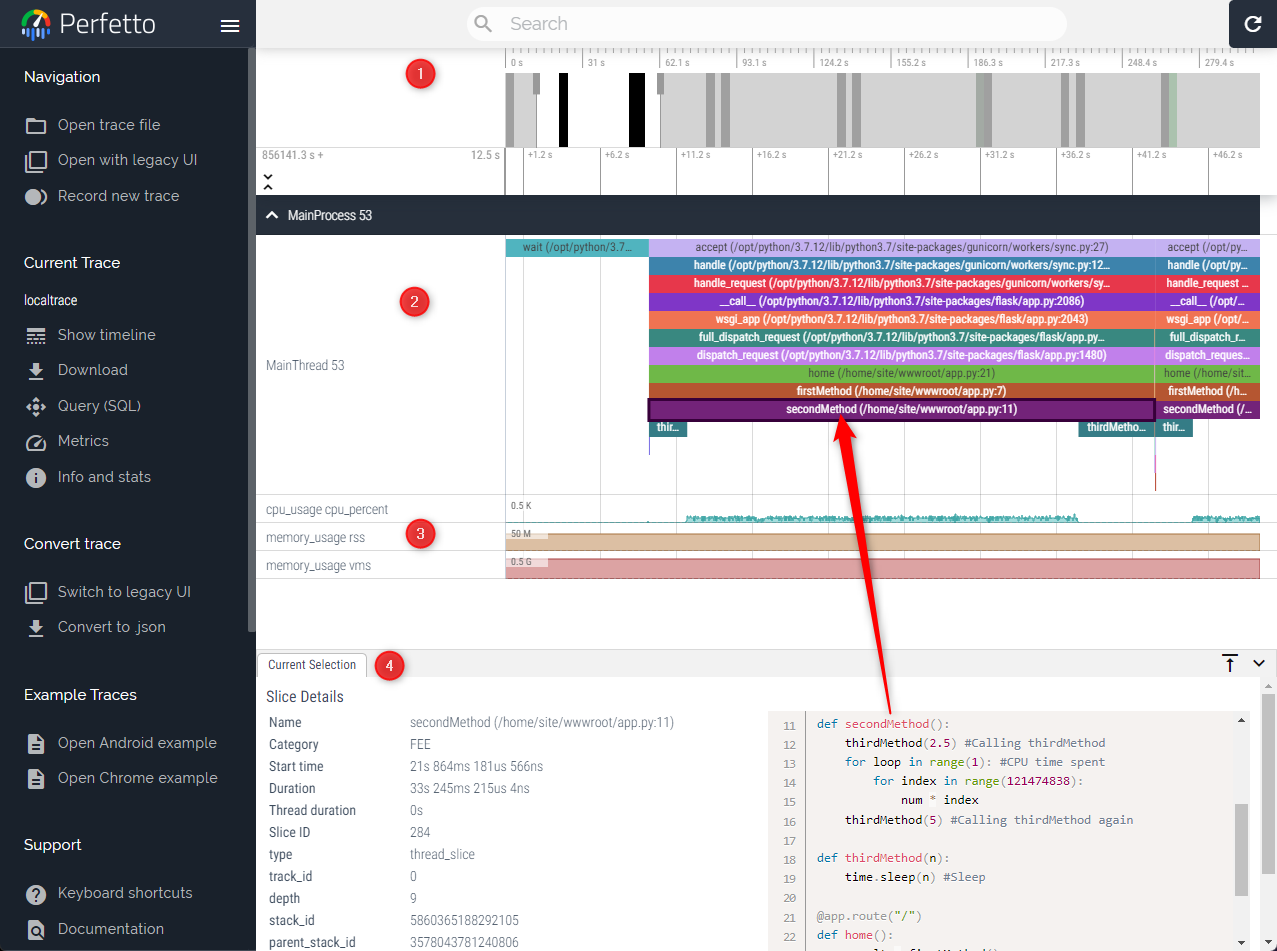 Perfetto
Search
Navigation
Open trace file
Open with legacy UI
Record new trace
Current Trace
localtrace
Show timeline
Download
Query (SQL)
Metrics
Info and stats
Convert trace
Switch to legacy UI
Convert to .json
Example Traces
Open Android example
Open Chrome example
Support
Keyboard shortcuts
Documentation
1
0 s 31 s 62.1 s 93.1 s 124.2 s 155.2 s 186.3 s 217.3 s 248.4 s 279.4 s
856141.3 s + 12.5 s +1.2 s +6.2 s +11.2 s +16.2 s +21.2 s +26.2 s +31.2 s +36.2 s +41.2 s +46.2 s
MainProcess 53
2
MainThread 53
wait (/opt/python/3.7... accept (/opt/python/3.7.12/lib/python3.7/site-packages/gunicorn/workers/sync.py:27) accept (/opt/py...
handle (/opt/python/3.7.12/lib/python3.7/site-packages/gunicorn/workers/sync.py:12... handle (/opt/py...
handle_request (/opt/python/3.7.12/lib/python3.7/site-packages/gunicorn/workers/sy... handle_request ...
__call__ (/opt/python/3.7.12/lib/python3.7/site-packages/flask/app.py:2086) __call__ (/opt/...
wsgi_app (/opt/python/3.7.12/lib/python3.7/site-packages/flask/app.py:2043) wsgi_app (/opt/...
full_dispatch_request (/opt/python/3.7.12/lib/python3.7/site-packages/flask/app.py... full_dispatch_r...
dispatch_request (/opt/python/3.7.12/lib/python3.7/site-packages/flask/app.py:1480) dispatch_reques...
home (/home/site/wwwroot/app.py:21) home (/home/sit...
firstMethod (/home/site/wwwroot/app.py:7) firstMethod (/h...
secondMethod (/home/site/wwwroot/app.py:11) secondMethod (/...
thir... thirdMetho... thir...
cpu_usage cpu_percent 0.5 K
3
memory_usage rss 50 M
memory_usage vms 0.5 G
Current Selection 4
Slice Details
Name secondMethod (/home/site/wwwroot/app.py:11)
Category FEE
Start time 21s 864ms 181us 566ns
Duration 33s 245ms 215us 4ns
Thread duration 0s
Slice ID 284
type thread_slice
track_id 0
depth 9
stack_id 5860365188292105
parent_stack_id 3578043781240806
11 def secondMethod():
12 thirdMethod(2.5) #Calling thirdMethod
13 for loop in range(1): #CPU time spent
14 for index in range(121474838):
15 num * index
16 thirdMethod(5) #Calling thirdMethod again
17
18 def thirdMethod(n):
19 time.sleep(n) #Sleep
20
21 @app.route("/")
22 def home():